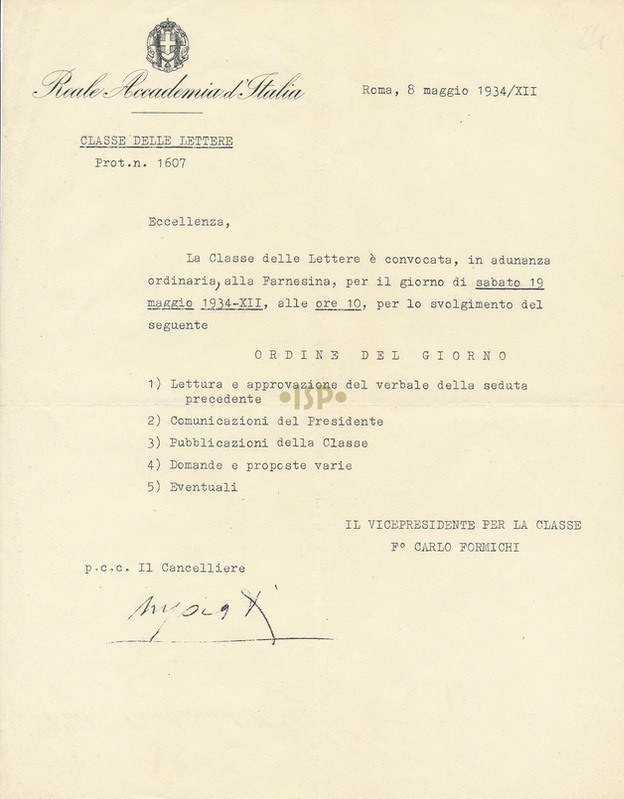 Reale Accademia d'Italia
Roma, 8 maggio 1934/XII
CLASSE DELLE LETTERE
Prot.n. 1607
Eccellenza,
La Classe delle Lettere è convocata, in adunanza
ordinaria, alla Farnesina, per il giorno di sabato 19
maggio 1934-XII, alle ore 10, per lo svolgimento del
seguente
ORDINE DEL GIORNO
1) Lettura e approvazione del verbale della seduta
precedente
•ISP•
2) Comunicazioni del Presidente
3) Pubblicazioni della Classe
4) Domande e proposte varie
5) Eventuali
IL VICEPRESIDENTE PER LA CLASSE
Fº CARLO FORMICHI
p.c.c. Il Cancelliere